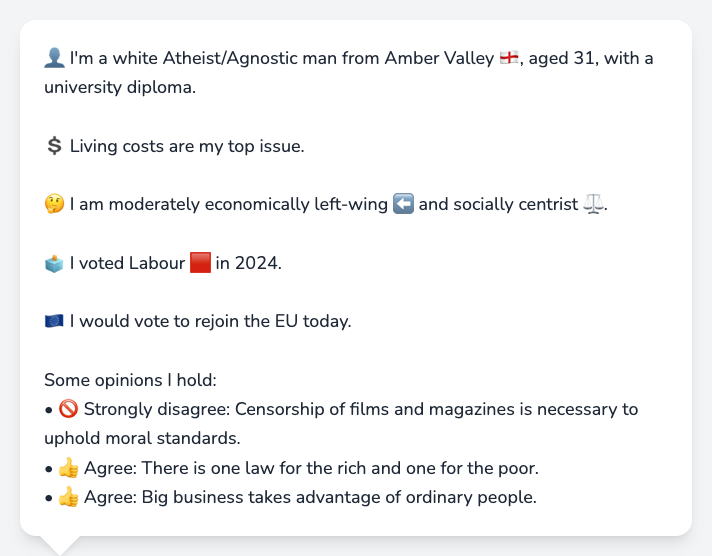 👤 I'm a white Atheist/Agnostic man from Amber Valley 🏴󠁧󠁢󠁥󠁮󠁧󠁿, aged 31, with a
university diploma.
💲 Living costs are my top issue.
🤔 I am moderately economically left-wing ⬅️ and socially centrist ⚖️.
🗳️ I voted Labour 🟥 in 2024.
🇪🇺 I would vote to rejoin the EU today.
Some opinions I hold:
• 🚫 Strongly disagree: Censorship of films and magazines is necessary to
uphold moral standards.
• 👍 Agree: There is one law for the rich and one for the poor.
• 👍 Agree: Big business takes advantage of ordinary people.